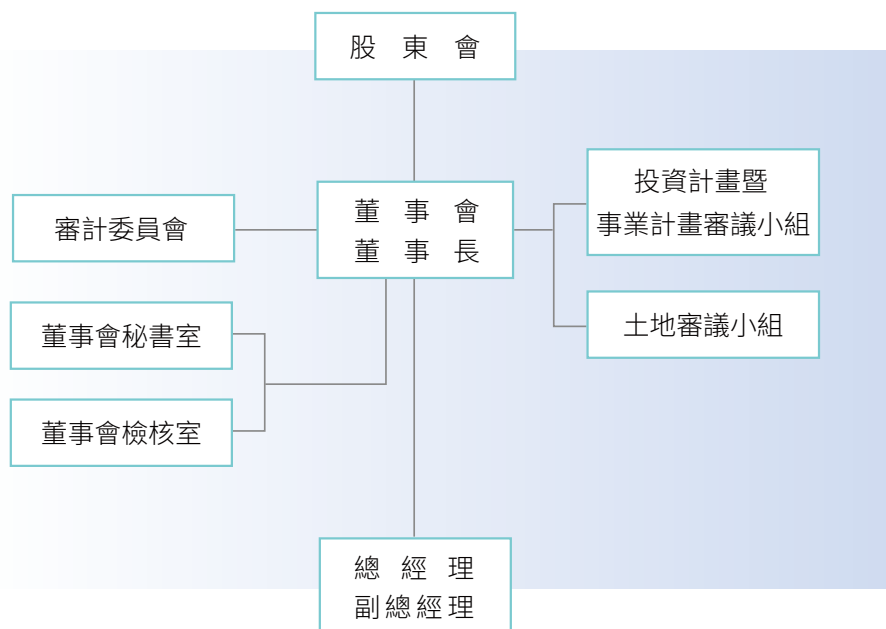 股東會
董事會
董事長
審計委員會
投資計畫暨
事業計畫審議小組
土地審議小組
董事會秘書室
董事會檢核室
總經理
副總經理